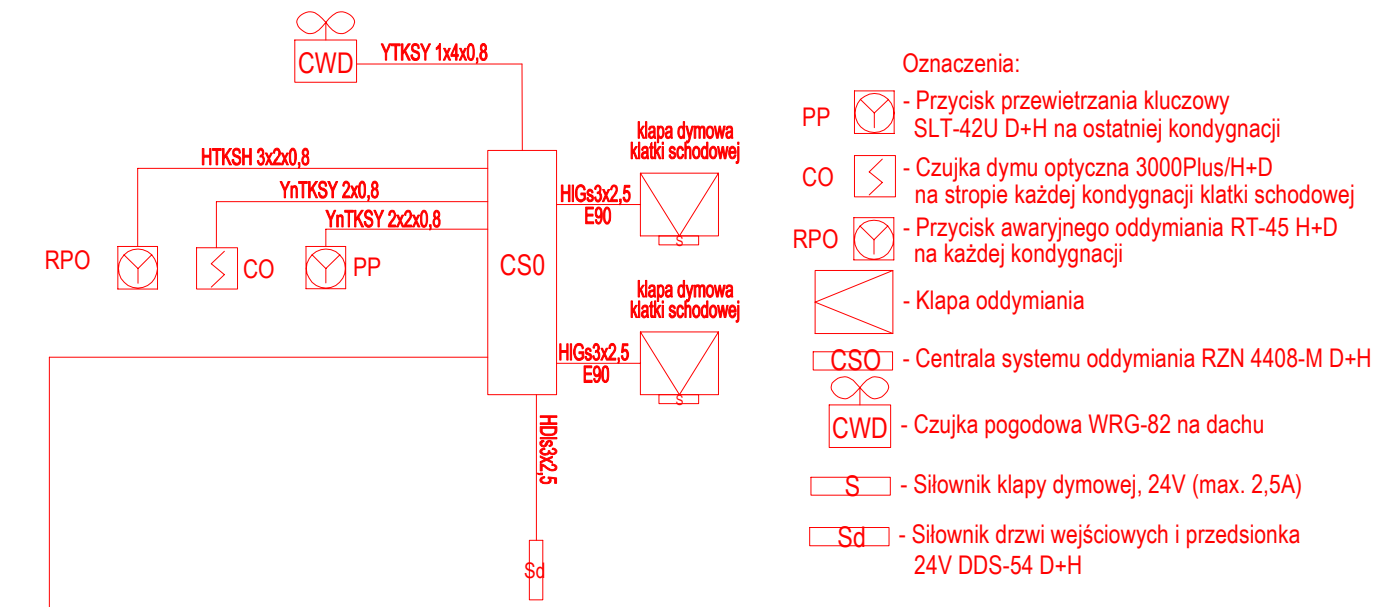 CWD
YTKSY 1x4x0,8
HTKSH 3x2x0,8
YnTKSY 2x0,8
YnTKSY 2x2x0,8
RPO
CO
PP
CS0
klapa dymowa
klatki schodowej
HIGs3x2,5
E90
S
klapa dymowa
klatki schodowej
HIGs3x2,5
E90
S
HDIs3x2,5
Sd
Oznaczenia:
PP - Przycisk przewietrzania kluczowy
SLT-42U D+H na ostatniej kondygnacji
CO - Czujka dymu optyczna 3000Plus/H+D
na stropie każdej kondygnacji klatki schodowej
RPO - Przycisk awaryjnego oddymiania RT-45 H+D
na każdej kondygnacji
- Klapa oddymiania
CSO - Centrala systemu oddymiania RZN 4408-M D+H
CWD - Czujka pogodowa WRG-82 na dachu
S - Siłownik klapy dymowej, 24V (max. 2,5A)
Sd - Siłownik drzwi wejściowych i przedsionka
24V DDS-54 D+H